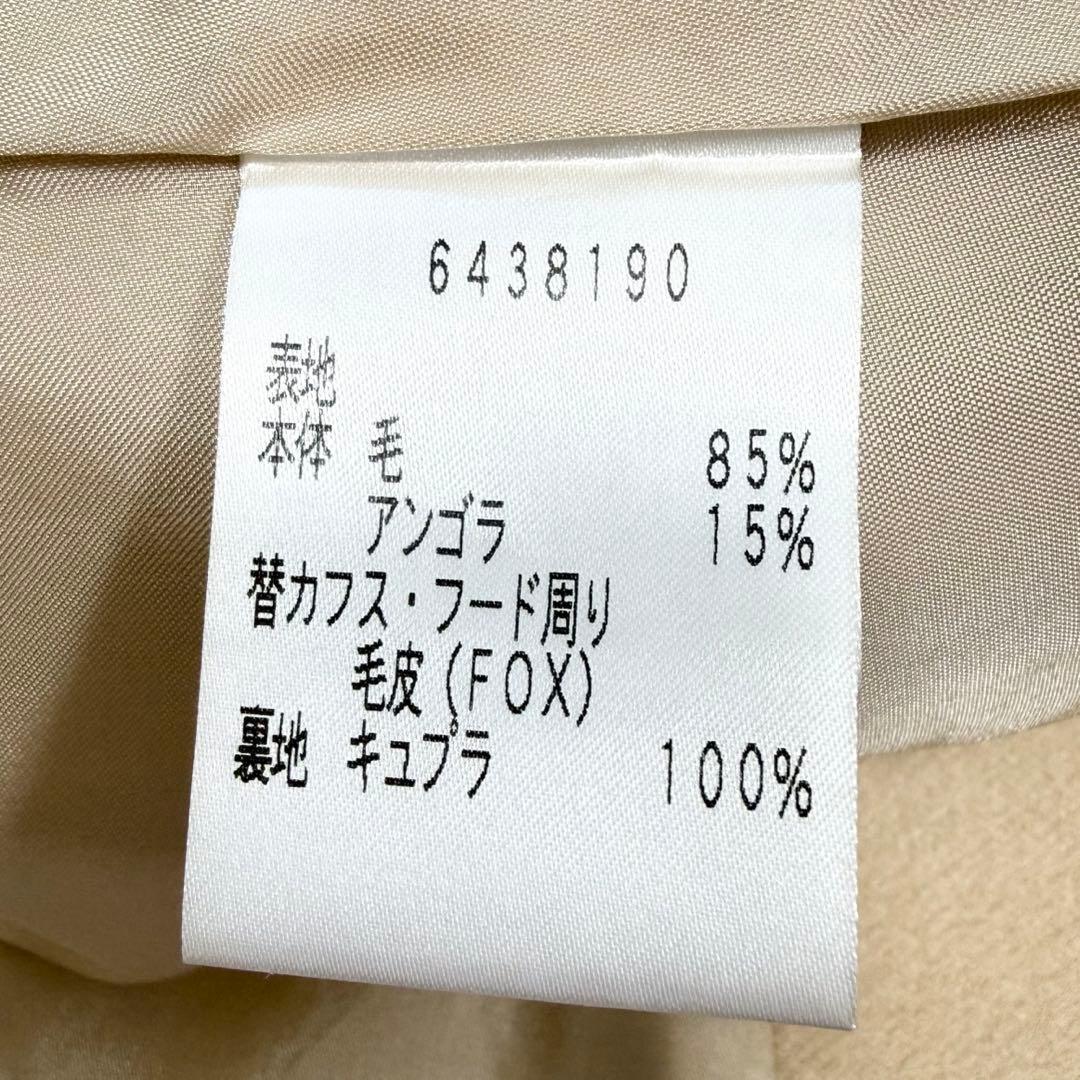 6438190
表地
本体 毛 85%
アンゴラ 15%
替カフス・フード周り
毛皮(FOX)
裏地 キュプラ 100%